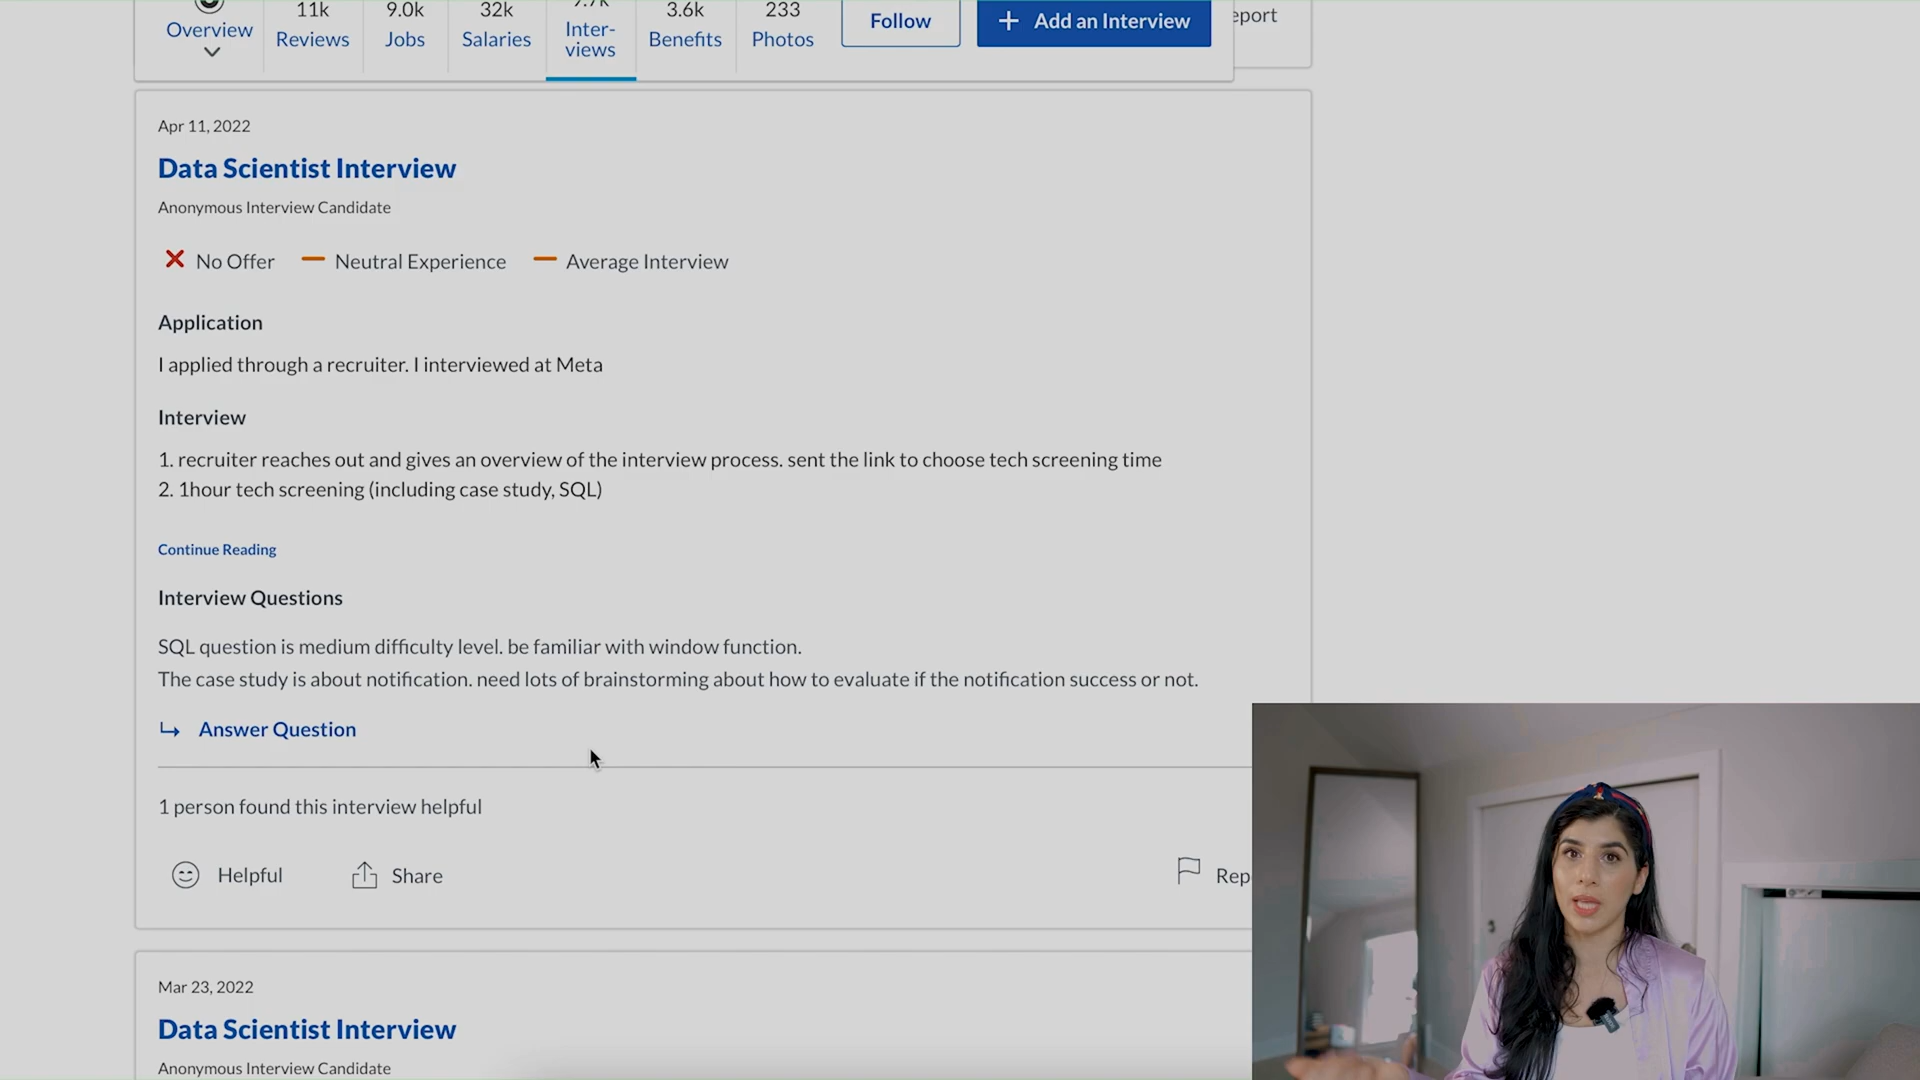 11k
9.0k
32k
3.6k
233
Overview
Reviews
Jobs
Salaries
Inter-
views
Benefits
Photos
Follow
+ Add an Interview
Apr 11, 2022
Data Scientist Interview
Anonymous Interview Candidate
No Offer
Neutral Experience
Average Interview
Application
I applied through a recruiter. I interviewed at Meta
Interview
1. recruiter reaches out and gives an overview of the interview process. sent the link to choose tech screening time
2. 1hour tech screening (including case study, SQL)
Continue Reading
Interview Questions
SQL question is medium difficulty level. be familiar with window function.
The case study is about notification. need lots of brainstorming about how to evaluate if the notification success or not.
Answer Question
1 person found this interview helpful
Helpful
Share
Mar 23, 2022
Data Scientist Interview
Anonymous Interview Candidate